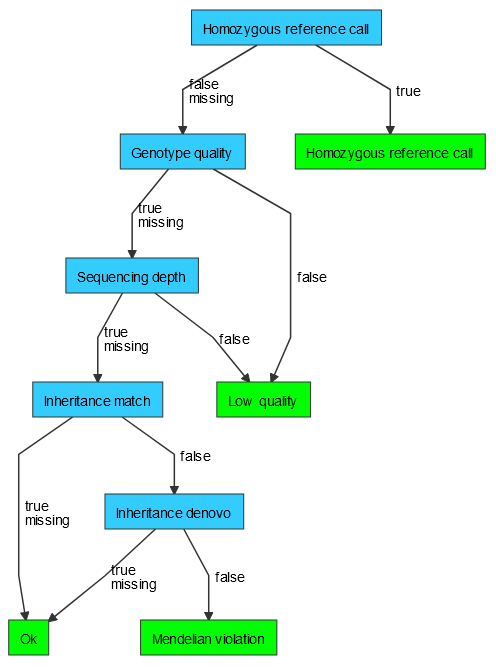 Homozygous reference call
false
missing
true
Genotype quality
Homozygous reference call
true
missing
false
Sequencing depth
true
missing
false
Inheritance match
Low  quality
true
missing
false
Inheritance denovo
true
missing
false
Ok
Mendelian violation